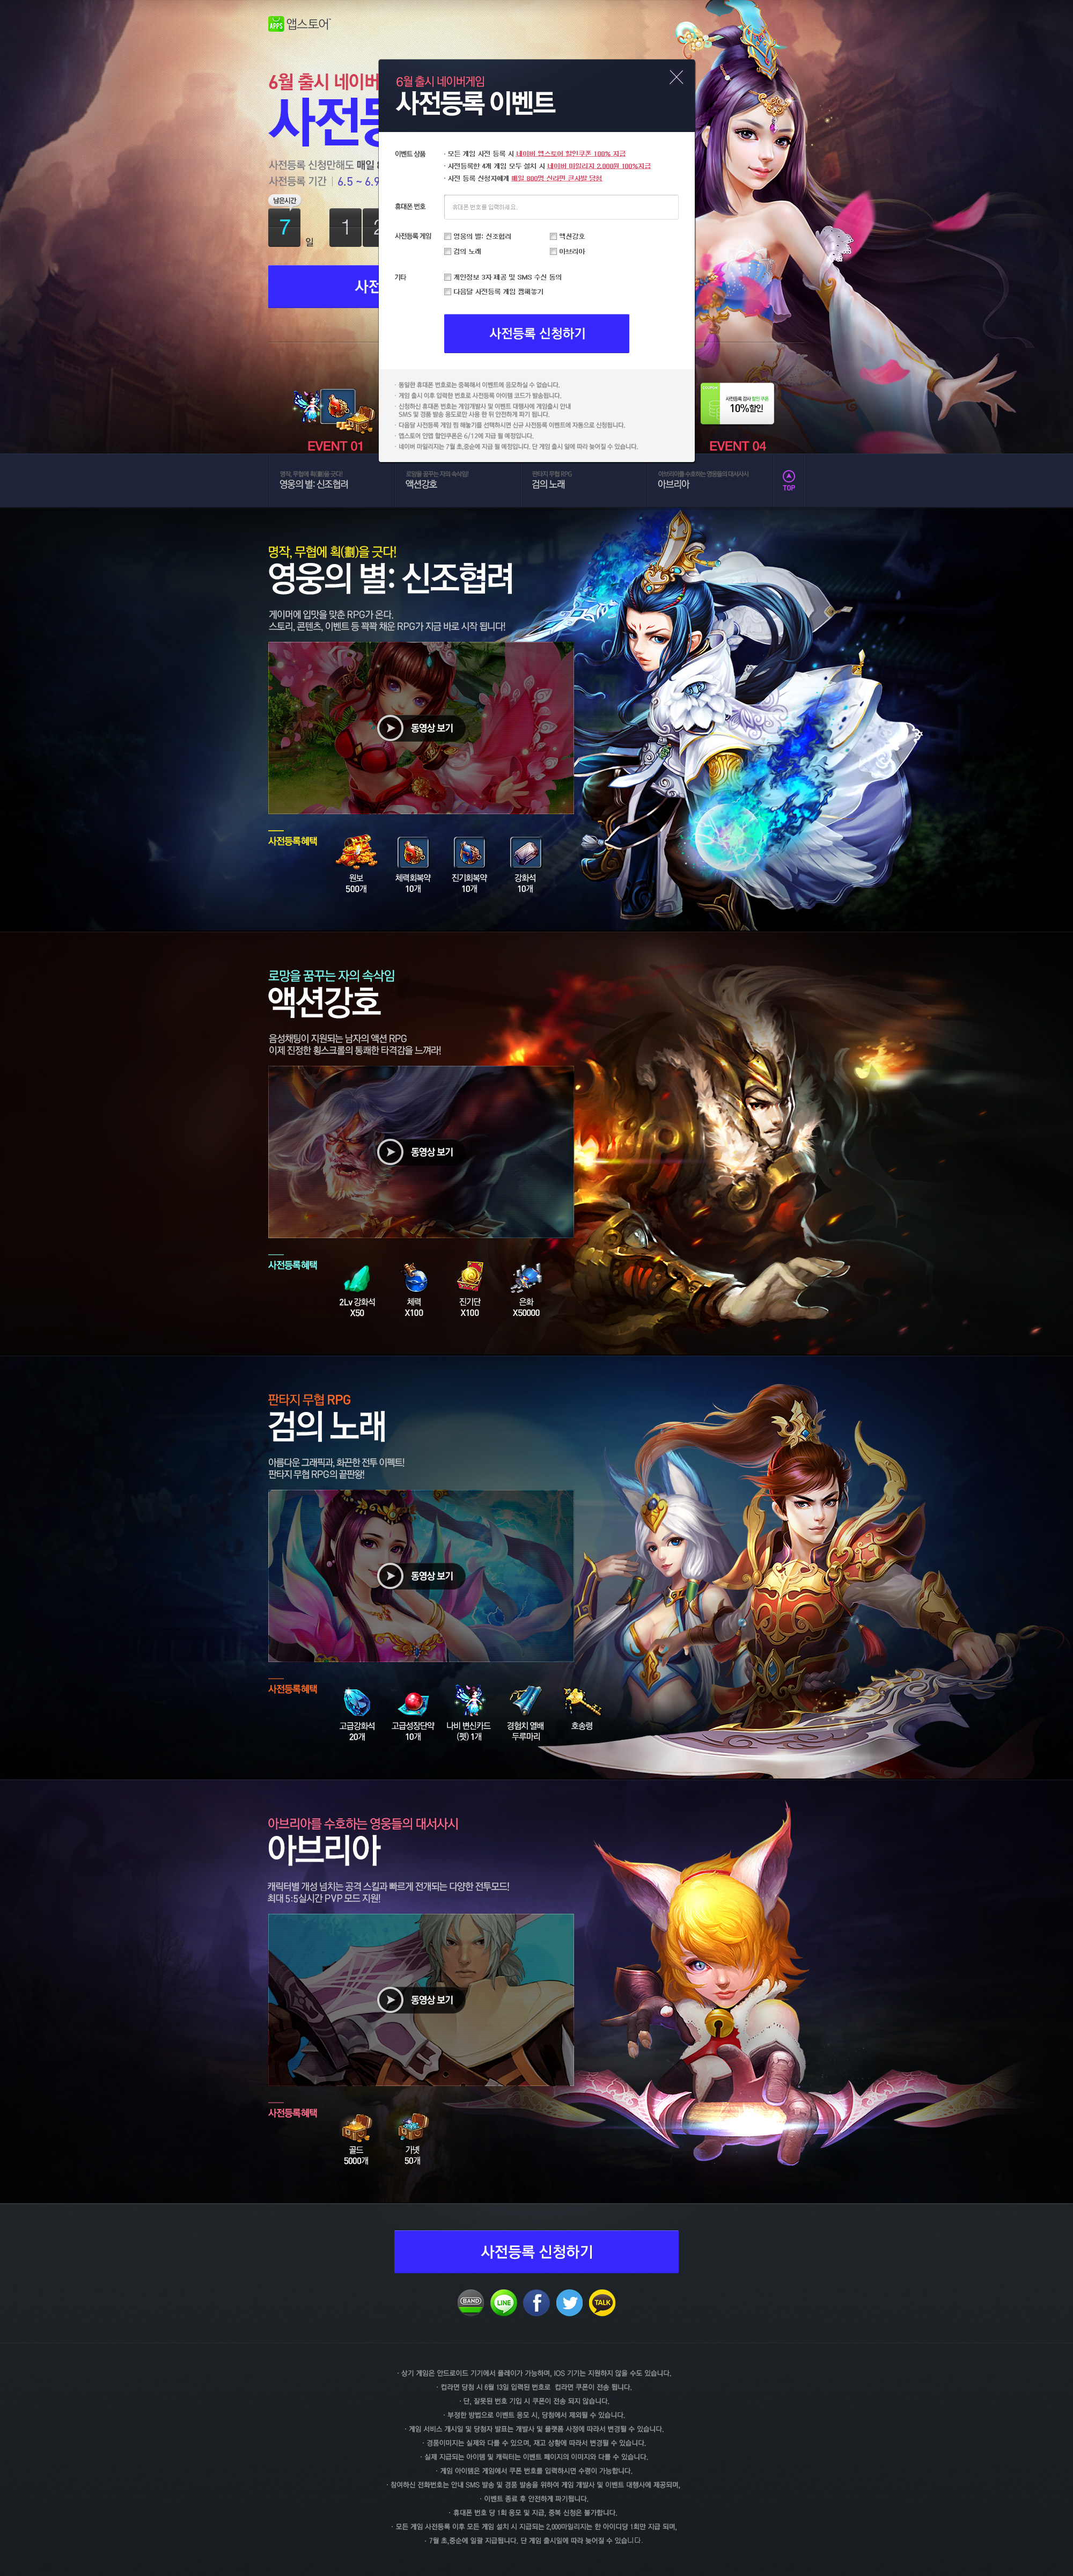 APPS 앱스토어
6월 출시 네이버
사전
사전등록 신청만해도 매일
사전등록 기간 | 6.5 ~ 6.9
남은시간
7 일 1 2
사전
EVENT 01
6월 출시 네이버게임
사전등록 이벤트
이벤트 상품
· 모든 게임 사전 등록 시 네이버 앱스토어 할인쿠폰 100% 지급
· 사전등록한 4개 게임 모두 설치 시 네이버 마일리지 2,000원 100%지급
· 사전 등록 신청자에게 매일 800명 신라면 큰사발 당첨
휴대폰 번호
휴대폰 번호를 입력하세요.
사전등록 게임
영웅의 별: 신조협려
액션강호
검의 노래
아브리아
기타
개인정보 3자 제공 및 SMS 수신 동의
다음달 사전등록 게임 찜해놓기
사전등록 신청하기
· 동일한 휴대폰 번호로는 중복해서 이벤트에 응모하실 수 없습니다.
· 게임 출시 이후 입력한 번호로 사전등록 아이템 코드가 발송됩니다.
· 신청하신 휴대폰 번호는 게임개발사 및 이벤트 대행사에 게임출시 안내
SMS 및 경품 발송 용도로만 사용 한 뒤 안전하게 파기 됩니다.
· 다음달 사전등록 게임 찜 해놓기를 선택하시면 신규 사전등록 이벤트에 자동으로 신청됩니다.
· 앱스토어 인앱 할인쿠폰은 6/12에 지급 될 예정입니다.
· 네이버 마일리지는 7월 초,중순에 지급 될 예정입니다. 단 게임 출시 일에 따라 늦어질 수 있습니다.
사전등록 감사 할인 쿠폰
10%할인
EVENT 04
명작, 무협에 획(劃)을 긋다!
영웅의 별: 신조협려
로망을 꿈꾸는 자의 속삭임!
액션강호
판타지 무협 RPG
검의 노래
아브리아를 수호하는 영웅들의 대서사시
아브리아
TOP
명작, 무협에 획(劃)을 긋다!
영웅의 별: 신조협려
게이머에 입맛을 맞춘 RPG가 온다.
스토리, 콘텐츠, 이벤트 등 꽉꽉 채운 RPG가 지금 바로 시작 됩니다!
동영상 보기
사전등록혜택
원보
500개
체력회복약
10개
진기회복약
10개
강화석
10개
로망을 꿈꾸는 자의 속삭임
액션강호
음성채팅이 지원되는 남자의 액션 RPG
이제 진정한 횡스크롤의 통쾌한 타격감을 느껴라!
동영상 보기
사전등록혜택
2Lv 강화석
X50
체력
X100
진기단
X100
은화
X50000
판타지 무협 RPG
검의 노래
아름다운 그래픽과, 화끈한 전투 이펙트!
판타지 무협 RPG의 끝판왕!
동영상 보기
사전등록혜택
고급강화석
20개
고급성장단약
10개
나비 변신카드
(펫) 1개
경험치 열배
두루마리
호송령
아브리아를 수호하는 영웅들의 대서사시
아브리아
캐릭터별 개성 넘치는 공격 스킬과 빠르게 전개되는 다양한 전투모드!
최대 5:5실시간 PVP 모드 지원!
동영상 보기
사전등록혜택
골드
5000개
가넷
50개
사전등록 신청하기
BAND LINE f TALK
· 상기 게임은 안드로이드 기기에서 플레이가 가능하며, iOS 기기는 지원하지 않을 수도 있습니다.
· 컵라면 당첨 시 6월 13일 입력된 번호로 컵라면 쿠폰이 전송 됩니다.
· 단, 잘못된 번호 기입 시 쿠폰이 전송 되지 않습니다.
· 부정한 방법으로 이벤트 응모 시, 당첨에서 제외될 수 있습니다.
· 게임 서비스 개시일 및 당첨자 발표는 개발사 및 플랫폼 사정에 따라서 변경될 수 있습니다.
· 경품이미지는 실제와 다를 수 있으며, 재고 상황에 따라서 변경될 수 있습니다.
· 실제 지급되는 아이템 및 캐릭터는 이벤트 페이지의 이미지와 다를 수 있습니다.
· 게임 아이템은 게임에서 쿠폰 번호를 입력하시면 수령이 가능합니다.
· 참여하신 전화번호는 안내 SMS 발송 및 경품 발송을 위하여 게임 개발사 및 이벤트 대행사에 제공되며,
· 이벤트 종료 후 안전하게 파기됩니다.
· 휴대폰 번호 당 1회 응모 및 지급, 중복 신청은 불가합니다.
· 모든 게임 사전등록 이후 모든 게임 설치 시 지급되는 2,000마일리지는 한 아이디당 1회만 지급 되며,
· 7월 초,중순에 일괄 지급됩니다. 단 게임 출시일에 따라 늦어질 수 있습니다.